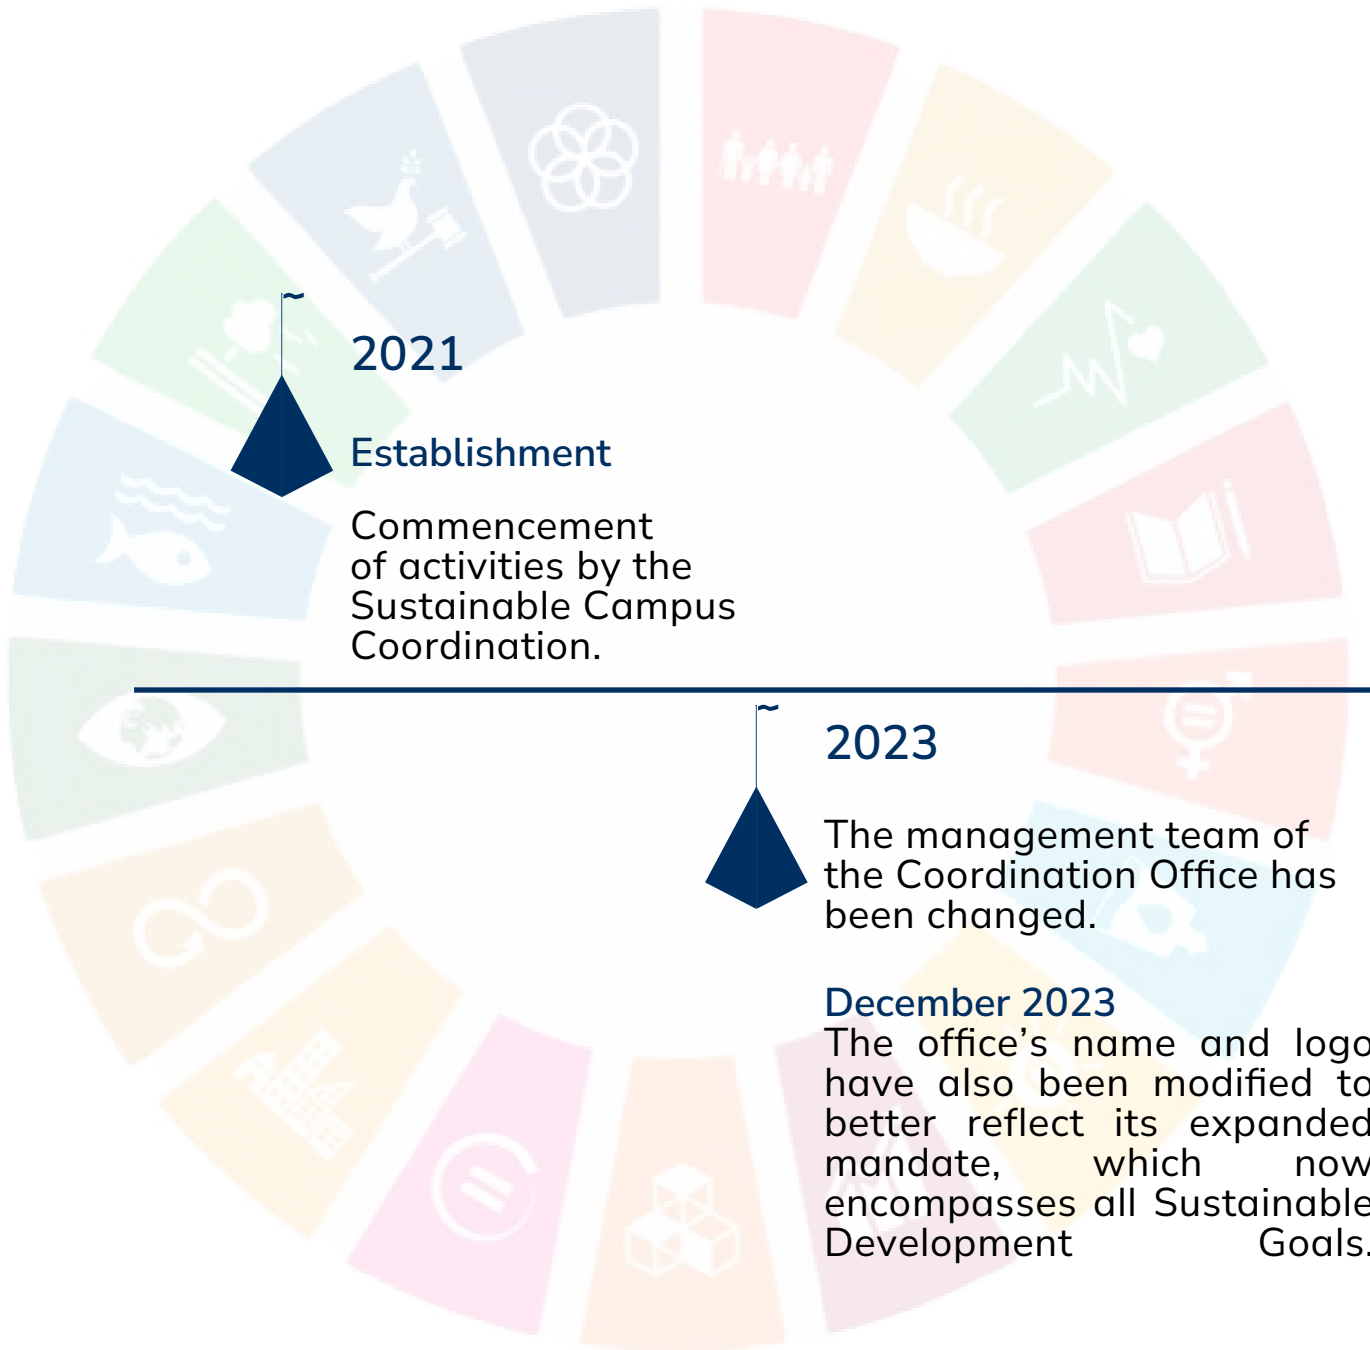 2021
Establishment
Commencement
of activities by the
Sustainable Campus
Coordination.
2023
The management team of
the Coordination Office has
been changed.
December 2023
The office’s name and logo
have also been modified to
better reflect its expanded
mandate, which now
encompasses all Sustainable
Development Goals.